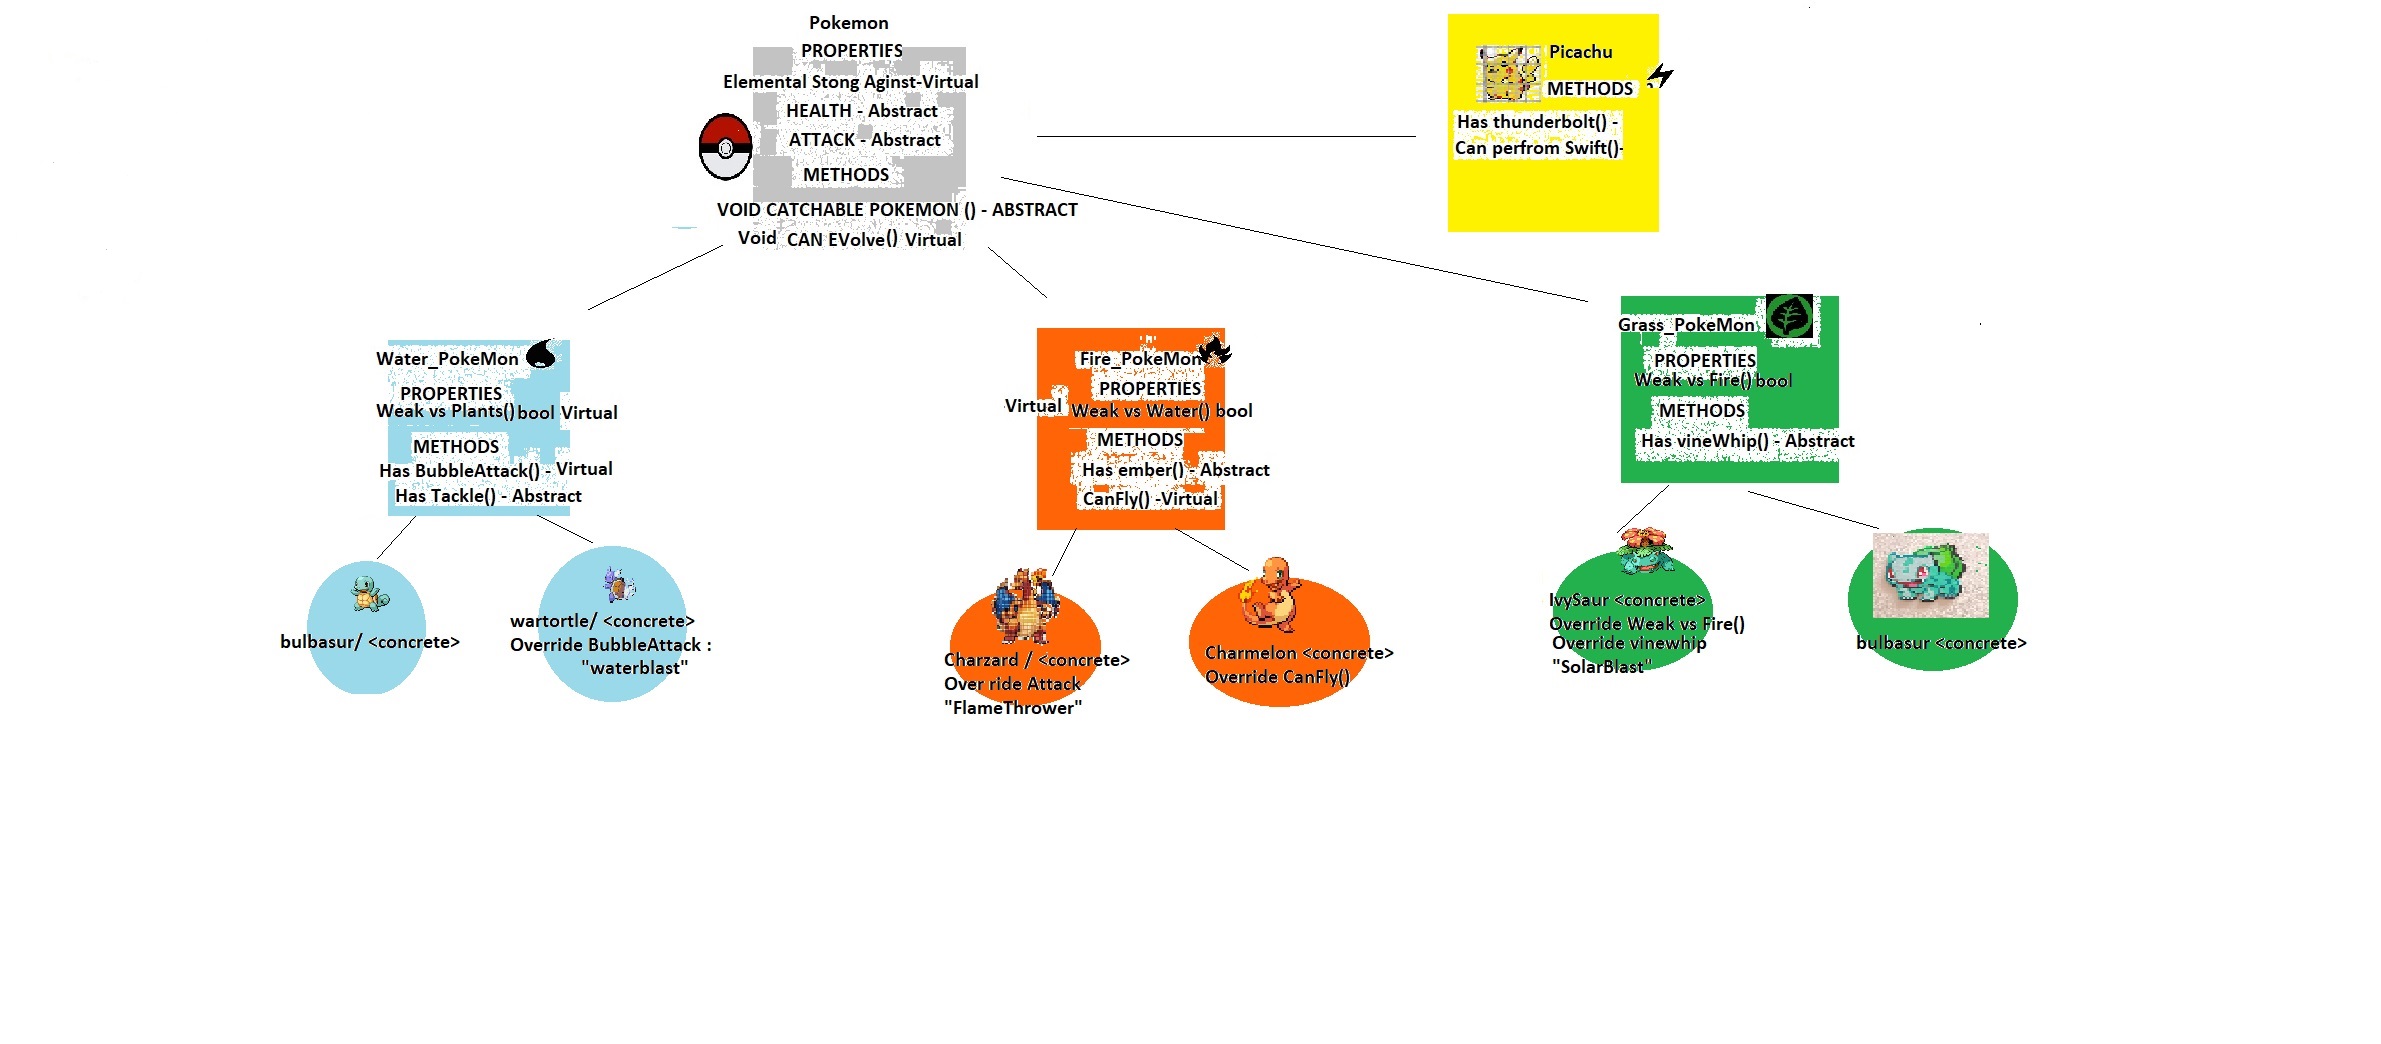 Pokemon
PROPERTIES
Elemental Stong Aginst-Virtual
HEALTH - Abstract
ATTACK - Abstract
METHODS
VOID CATCHABLE POKEMON () - ABSTRACT
Void CAN EVolve() Virtual
Picachu
METHODS
Has thunderbolt() -
Can perfrom Swift()-
Water_PokeMon
PROPERTIES
Weak vs Plants() bool Virtual
METHODS
Has BubbleAttack() - Virtual
Has Tackle() - Abstract
Fire_PokeMon
PROPERTIES
Virtual Weak vs Water() bool
METHODS
Has ember() - Abstract
CanFly() -Virtual
Grass_PokeMon
PROPERTIES
Weak vs Fire() bool
METHODS
Has vineWhip() - Abstract
bulbasur/ <concrete>
wartortle/ <concrete>
Override BubbleAttack :
"waterblast"
Charzard / <concrete>
Over ride Attack
"FlameThrower"
Charmelon <concrete>
Override CanFly()
IvySaur <concrete>
Override Weak vs Fire()
Override vinewhip
"SolarBlast"
bulbasur <concrete>